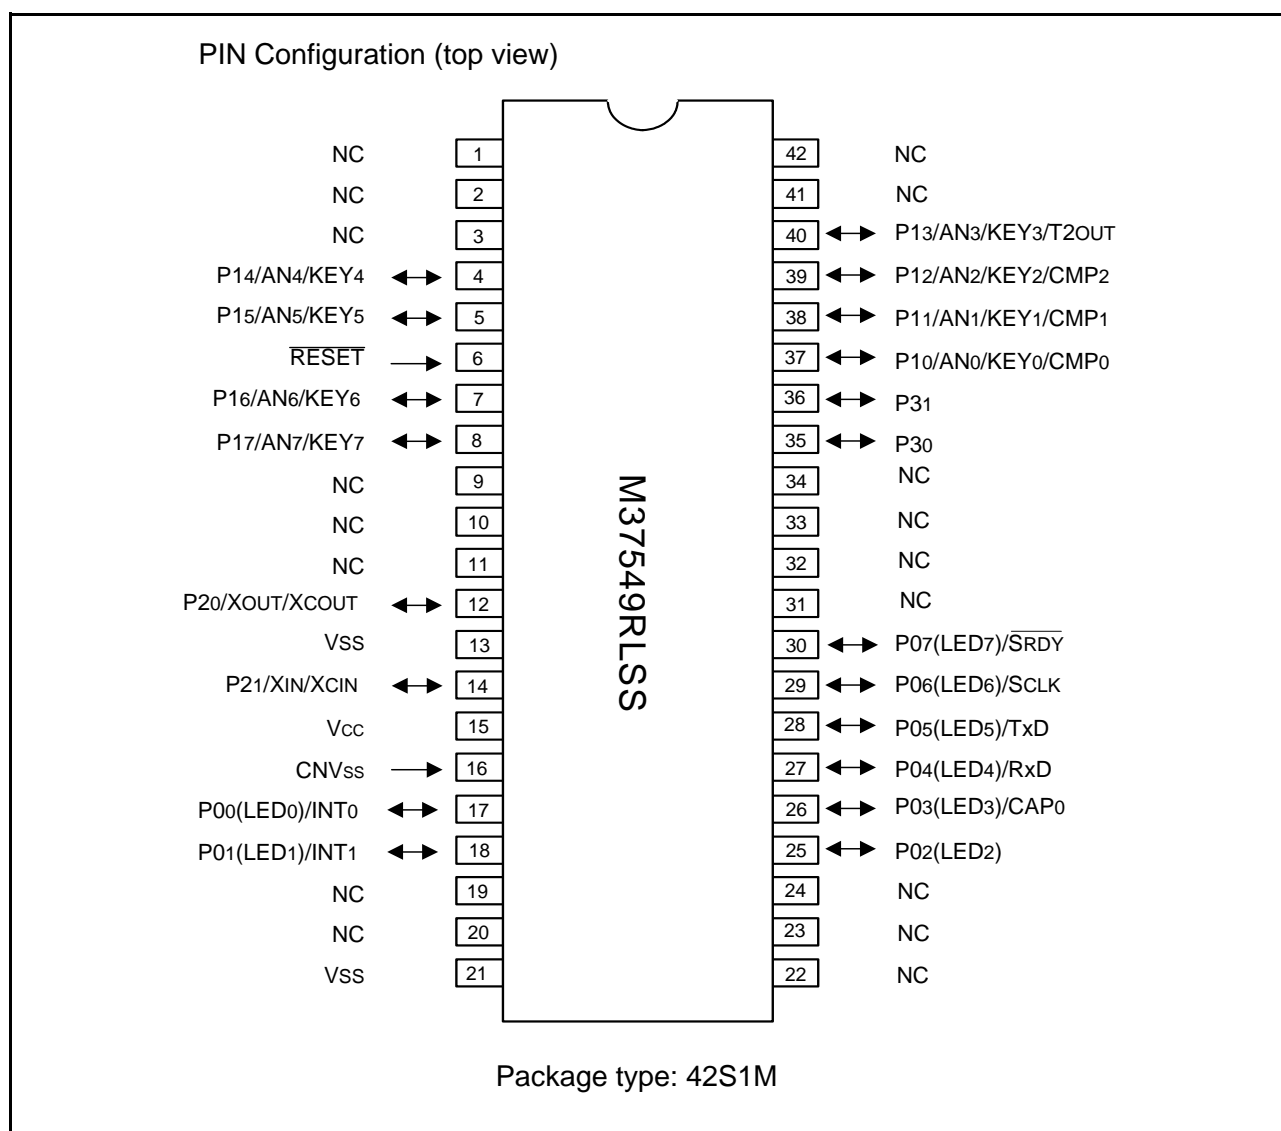 PIN Configuration (top view)
NC 1 42 NC
NC 2 41 NC
NC 3 40 P13/AN3/KEY3/T2OUT
P14/AN4/KEY4 4 39 P12/AN2/KEY2/CMP2
P15/AN5/KEY5 5 38 P11/AN1/KEY1/CMP1
RESET 6 37 P10/AN0/KEY0/CMP0
P16/AN6/KEY6 7 36 P31
P17/AN7/KEY7 8 35 P30
NC 9 34 NC
NC 10 33 NC
NC 11 32 NC
P20/XOUT/XCOUT 12 31 NC
VSS 13 30 P07(LED7)/SRDY
P21/XIN/XCIN 14 29 P06(LED6)/SCLK
VCC 15 28 P05(LED5)/TxD
CNVSS 16 27 P04(LED4)/RxD
P00(LED0)/INT0 17 26 P03(LED3)/CAP0
P01(LED1)/INT1 18 25 P02(LED2)
NC 19 24 NC
NC 20 23 NC
VSS 21 22 NC
M37549RLSS
Package type: 42S1M